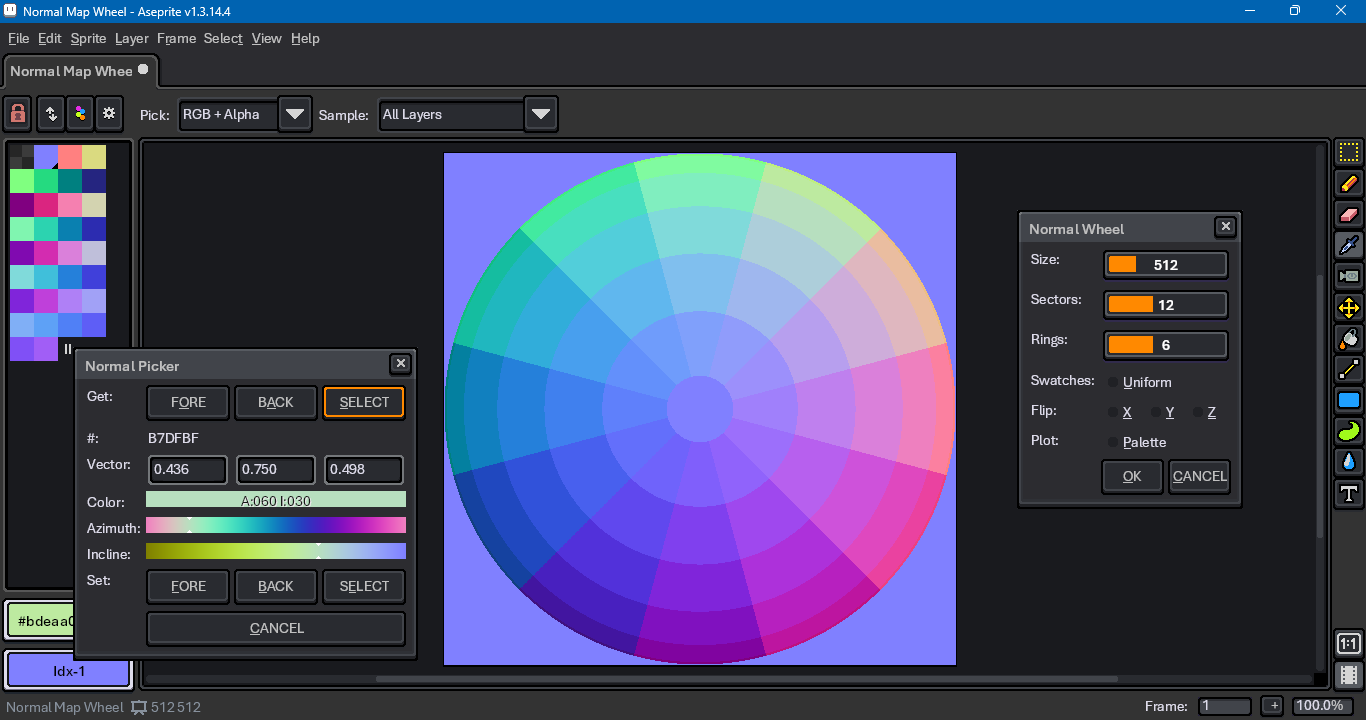 Normal Map Wheel - Aseprite v1.3.14.4
File Edit Sprite Layer Frame Select View Help
Normal Map Whee
Pick: RGB + Alpha Sample: All Layers
Normal Picker
Get: FORE BACK SELECT
#: B7DFBF
Vector: 0.436 0.750 0.498
Color: A:060 I:030
Azimuth:
Incline:
Set: FORE BACK SELECT
CANCEL
Normal Wheel
Size: 512
Sectors: 12
Rings: 6
Swatches: Uniform
Flip: X Y Z
Plot: Palette
OK CANCEL
#bdeaa
Idx-1
1:1
Normal Map Wheel 512 512
Frame: 1 + 100.0%